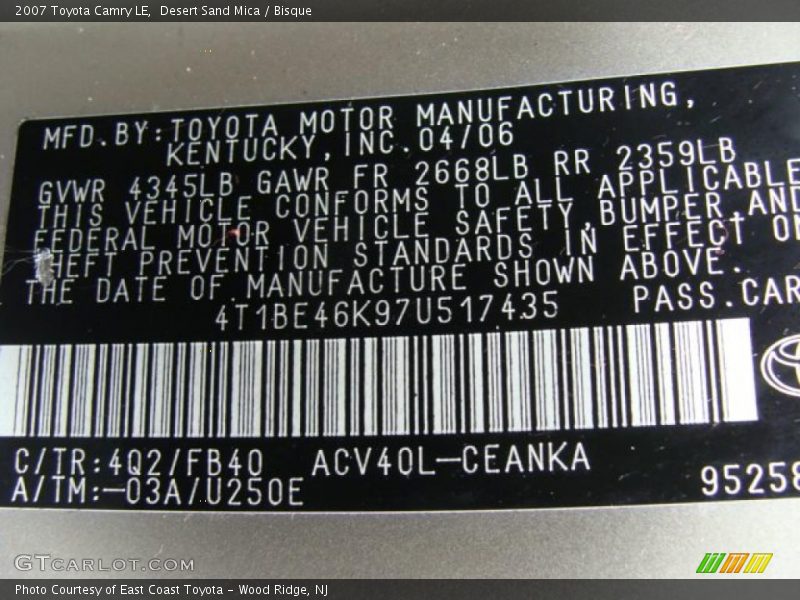 2007 Toyota Camry LE,  Desert Sand Mica / Bisque
MFD.BY:TOYOTA MOTOR MANUFACTURING,
KENTUCKY,INC.04/06
GVWR 4345LB GAWR FR 2668LB RR 2359LB
THIS VEHICLE CONFORMS TO ALL APPLICABLE
FEDERAL MOTOR VEHICLE SAFETY,BUMPER,AND
THEFT PREVENTION STANDARDS IN EFFECT ON
THE DATE OF MANUFACTURE SHOWN ABOVE.
4T1BE46K97U517435 PASS.CAR
C/TR:4Q2/FB40 ACV40L-CEANKA
A/TM:-03A/U250E 95258
GTCARLOT.COM
Photo Courtesy of East Coast Toyota - Wood Ridge, NJ